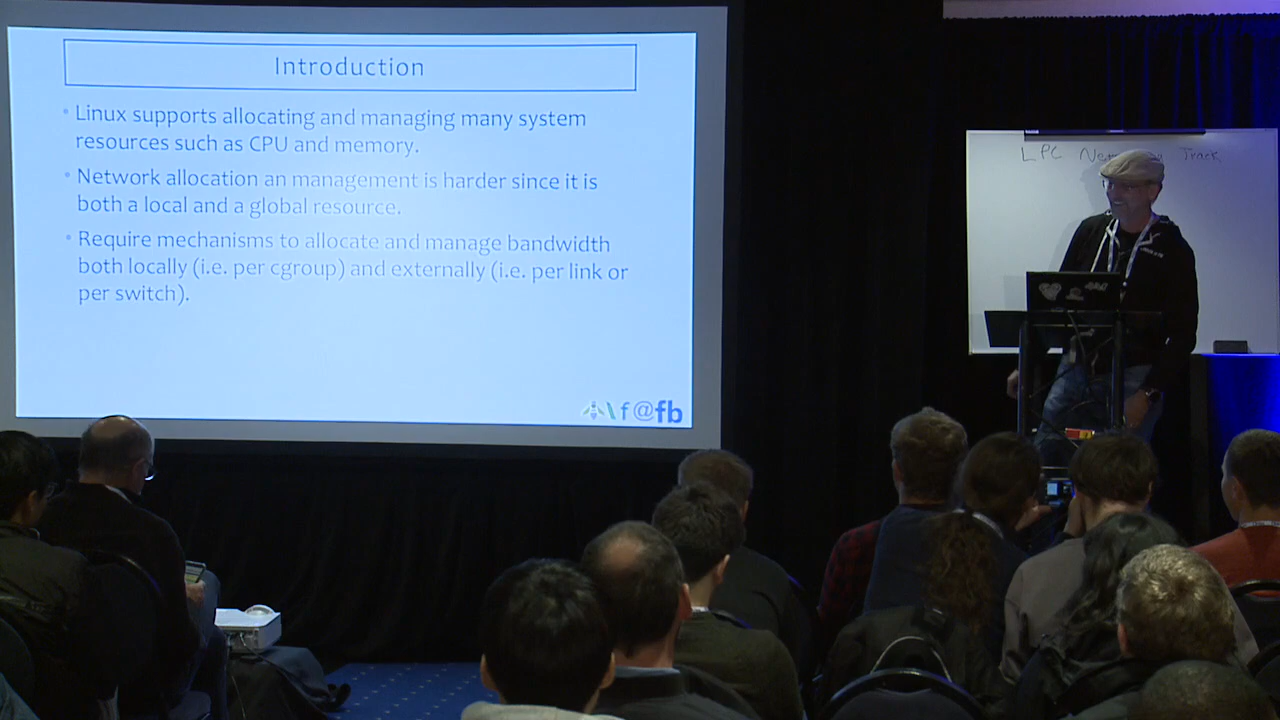 Introduction
Linux supports allocating and managing many system
resources such as CPU and memory.
Network allocation an management is harder since it is
both a local and a global resource.
Require mechanisms to allocate and manage bandwidth
both locally (i.e. per cgroup) and externally (i.e. per link or
per switch).
f@fb
LPC Track